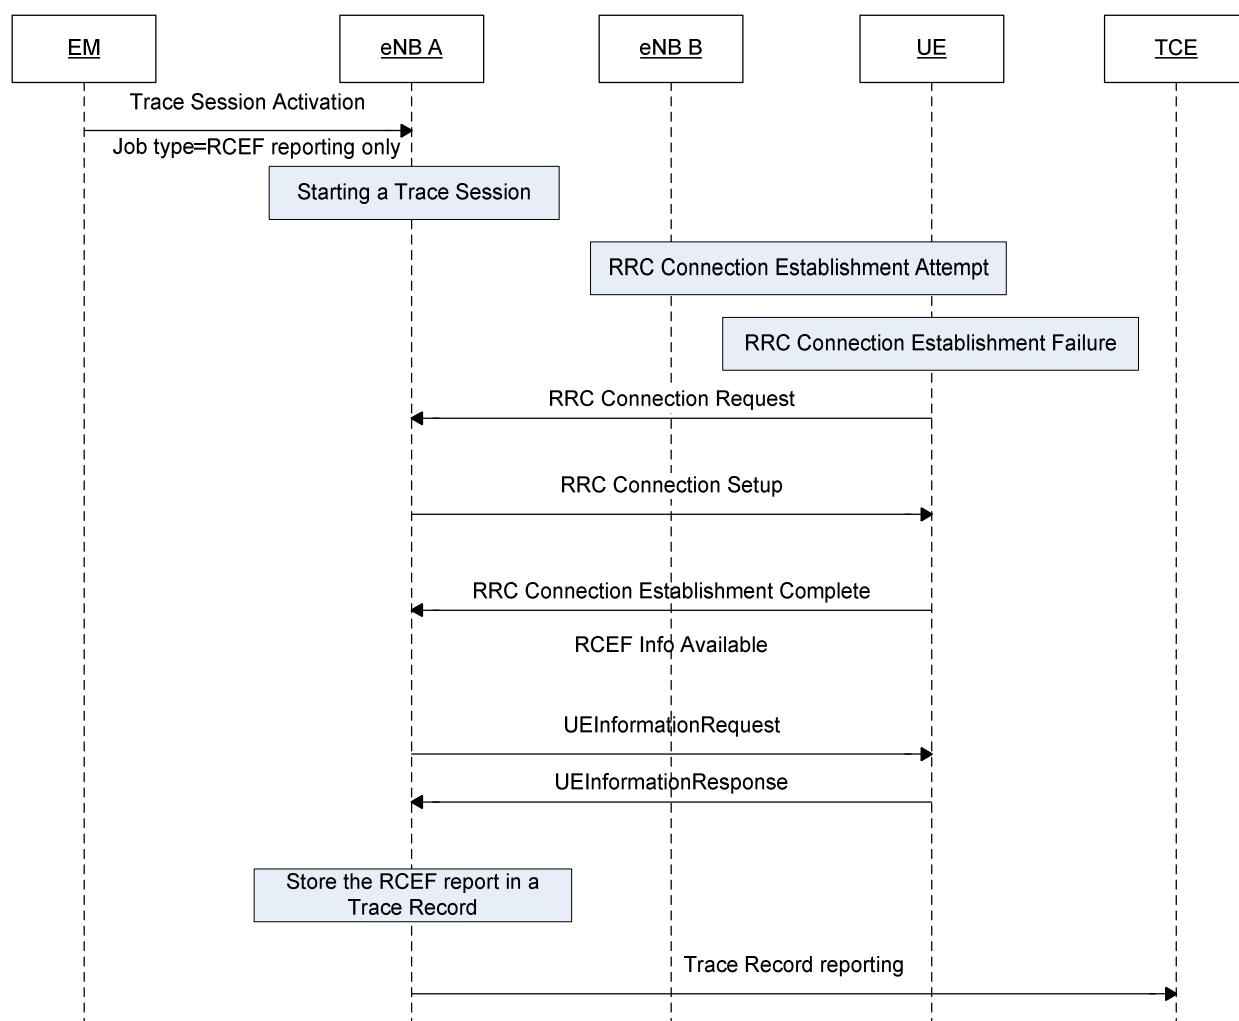 EM
eNB A
eNB B
UE
TCE
Trace Session Activation
Job type=RCEF reporting only
Starting a Trace Session
RRC Connection Establishment Attempt
RRC Connection Establishment Failure
RRC Connection Request
RRC Connection Setup
RRC Connection Establishment Complete
RCEF Info Available
UEInformationRequest
UEInformationResponse
Store the RCEF report in a
Trace Record
Trace Record reporting